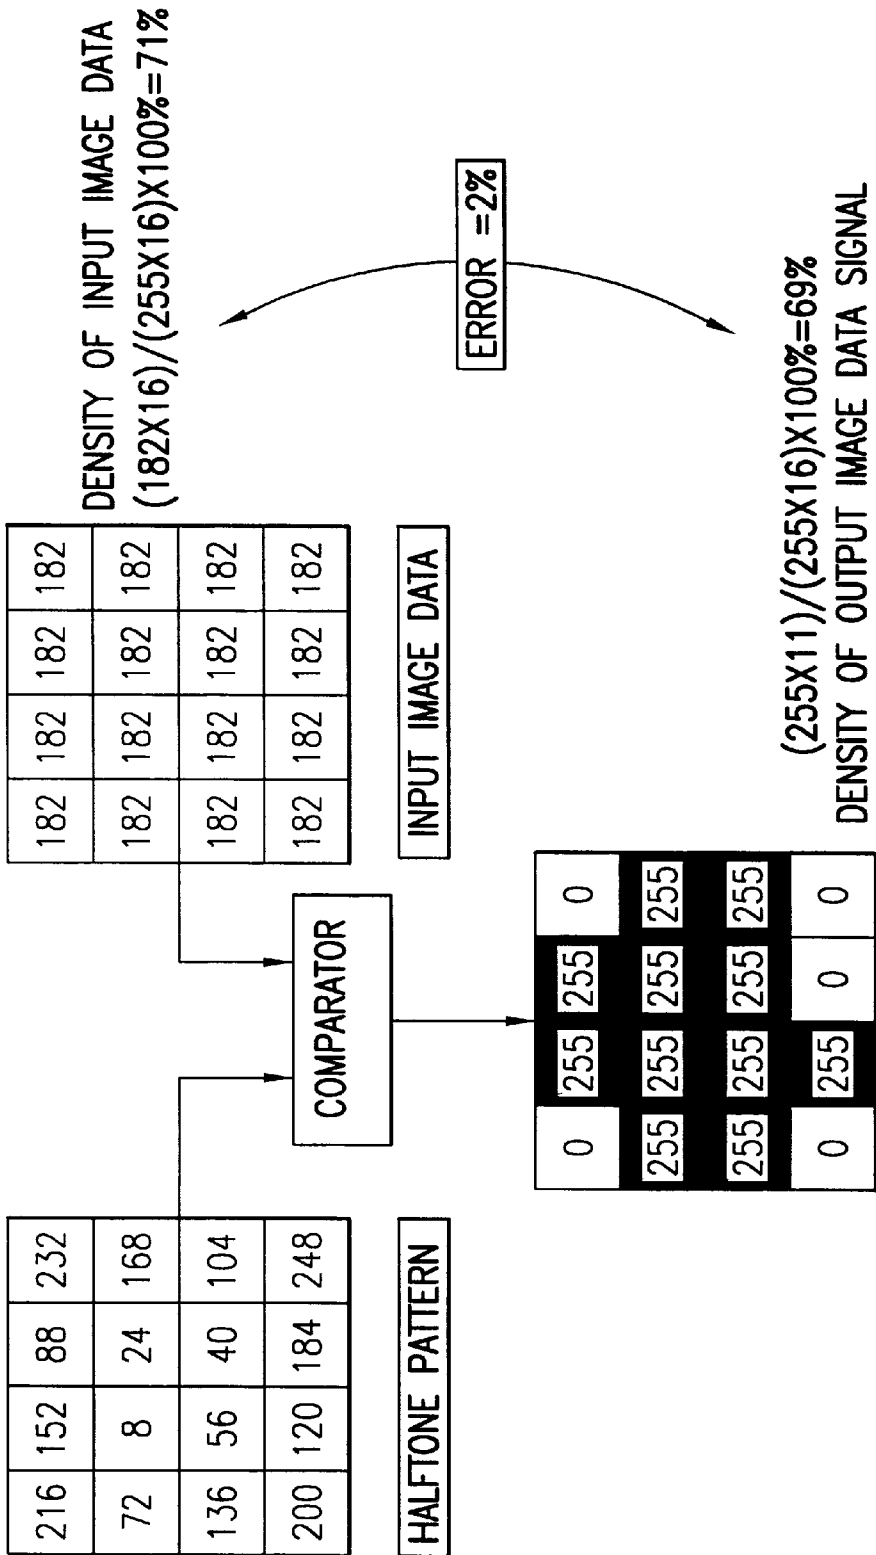 216 152 88 232
72 8 24 168
136 56 40 104
200 120 184 248
HALFTONE PATTERN
182 182 182 182
182 182 182 182
182 182 182 182
182 182 182 182
INPUT IMAGE DATA
DENSITY OF INPUT IMAGE DATA
(182X16)/(255X16)X100%=71%
COMPARATOR
ERROR =2%
0 255 255 0
255 255 255 255
255 255 255 255
0 255 0 0
(255X11)/(255X16)X100%=69%
DENSITY OF OUTPUT IMAGE DATA SIGNAL